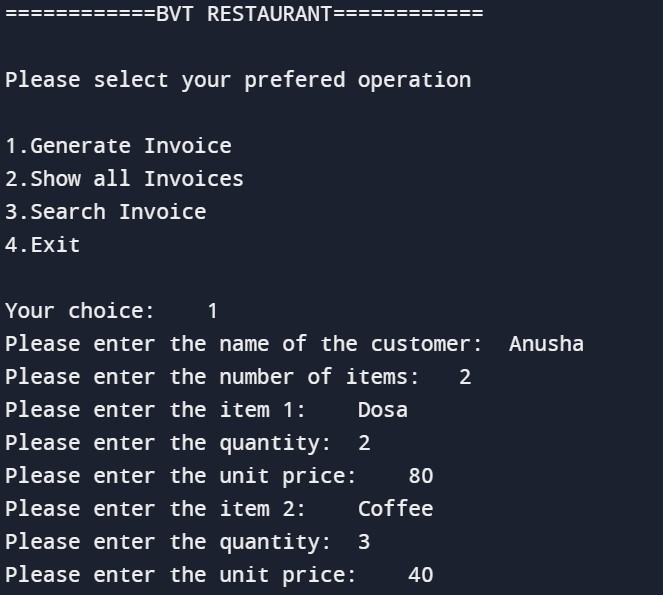 ============BVT RESTAURANT============
Please select your prefered operation
1.Generate Invoice
2.Show all Invoices
3.Search Invoice
4.Exit
Your choice:    1
Please enter the name of the customer:  Anusha
Please enter the number of items:   2
Please enter the item 1:    Dosa
Please enter the quantity:  2
Please enter the unit price:    80
Please enter the item 2:    Coffee
Please enter the quantity:  3
Please enter the unit price:    40